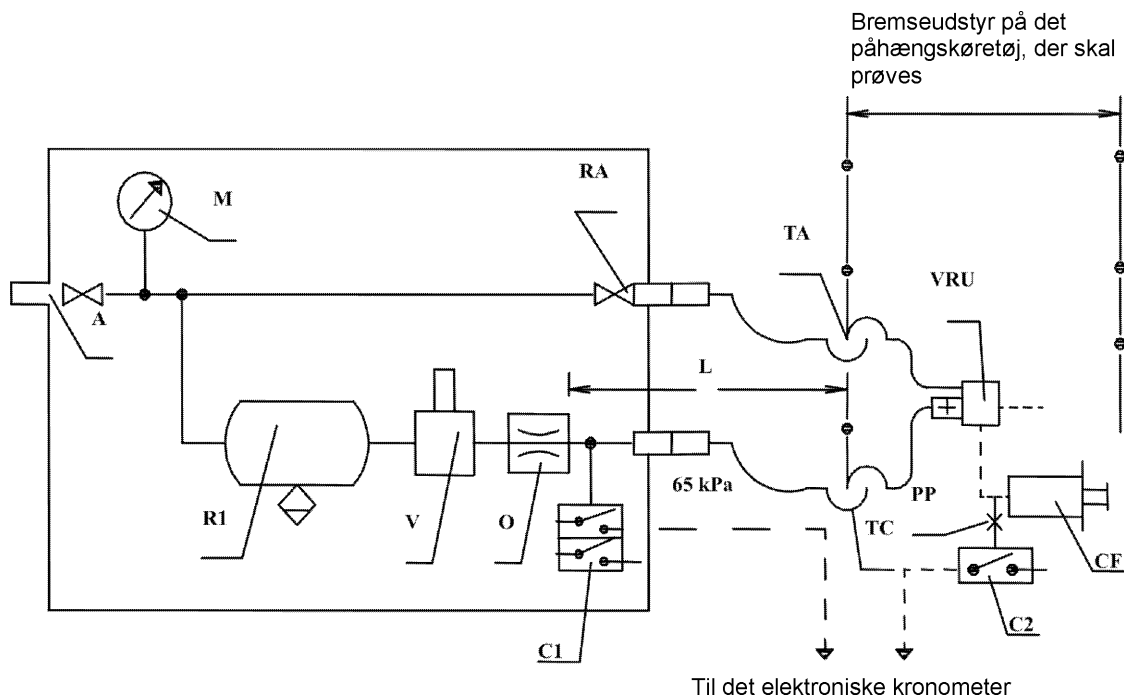 Bremseudstyr på det
påhængskøretøj, der skal
prøves
M
RA
TA
VRU
A
L
65 kPa
PP
R1
V
O
TC
CF
C1
C2
Til det elektroniske kronometer